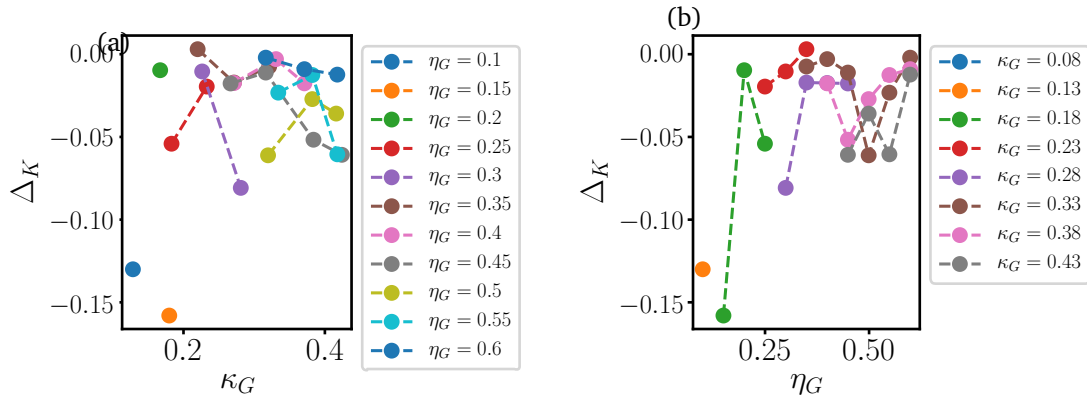 (a)
0.00
−0.05
−0.10
−0.15
Δ_K
0.2 0.4
κ_G
η_G = 0.1
η_G = 0.15
η_G = 0.2
η_G = 0.25
η_G = 0.3
η_G = 0.35
η_G = 0.4
η_G = 0.45
η_G = 0.5
η_G = 0.55
η_G = 0.6
(b)
0.00
−0.05
−0.10
−0.15
Δ_K
0.25 0.50
η_G
κ_G = 0.08
κ_G = 0.13
κ_G = 0.18
κ_G = 0.23
κ_G = 0.28
κ_G = 0.33
κ_G = 0.38
κ_G = 0.43